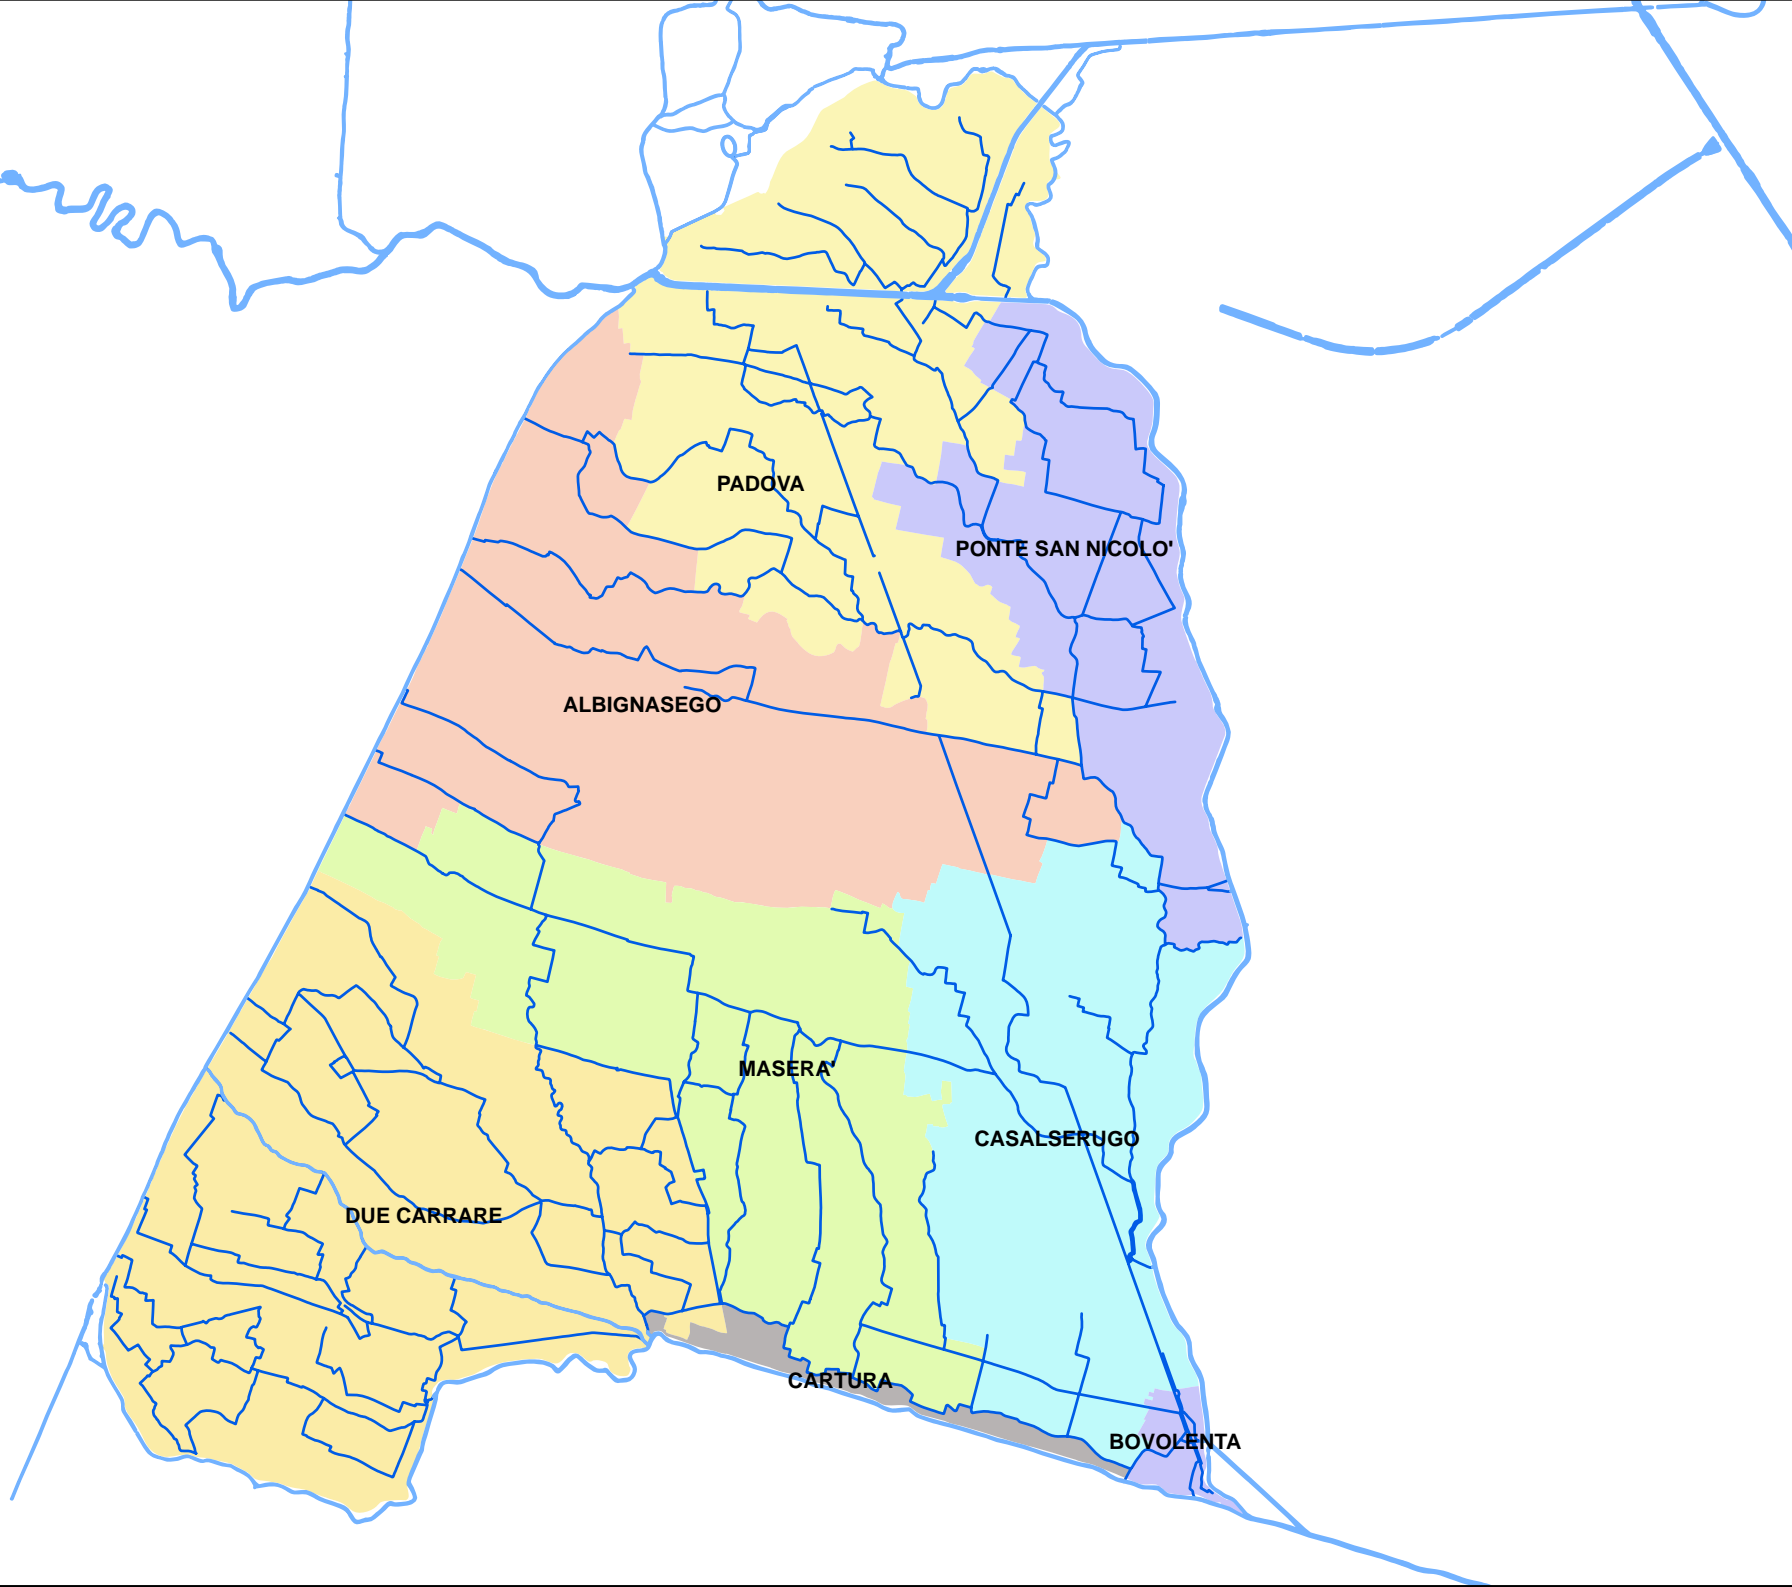 PADOVA
PONTE SAN NICOLO'
ALBIGNASEGO
MASERA'
CASALSERUGO
DUE CARRARE
CARTURA
BOVOLENTA